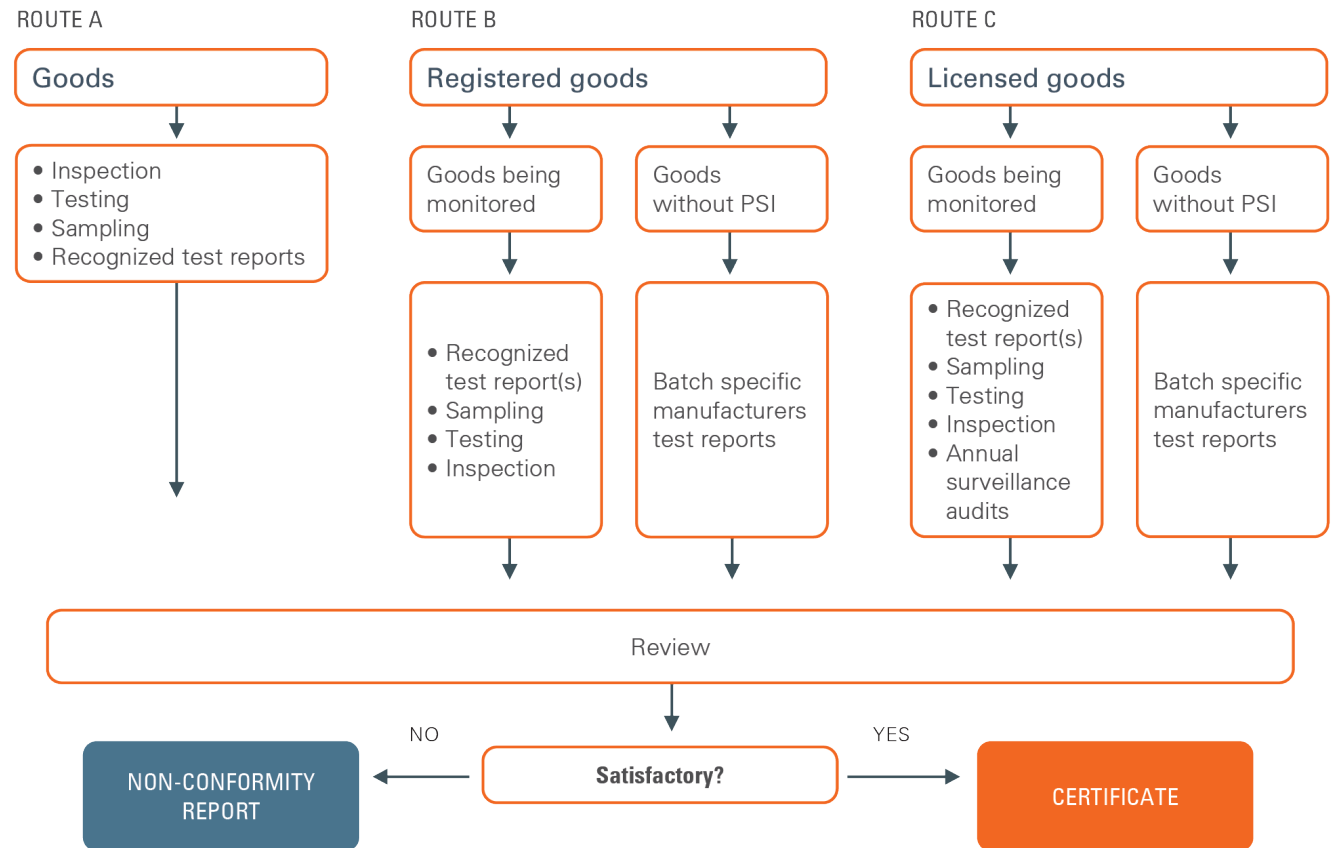 ROUTE A
Goods
• Inspection
• Testing
• Sampling
• Recognized test reports
ROUTE B
Registered goods
Goods being
monitored
• Recognized
test report(s)
• Sampling
• Testing
• Inspection
Goods
without PSI
Batch specific
manufacturers
test reports
ROUTE C
Licensed goods
Goods being
monitored
• Recognized
test report(s)
• Sampling
• Testing
• Inspection
• Annual
surveillance
audits
Goods
without PSI
Batch specific
manufacturers
test reports
Review
Satisfactory?
NO
NON-CONFORMITY
REPORT
YES
CERTIFICATE